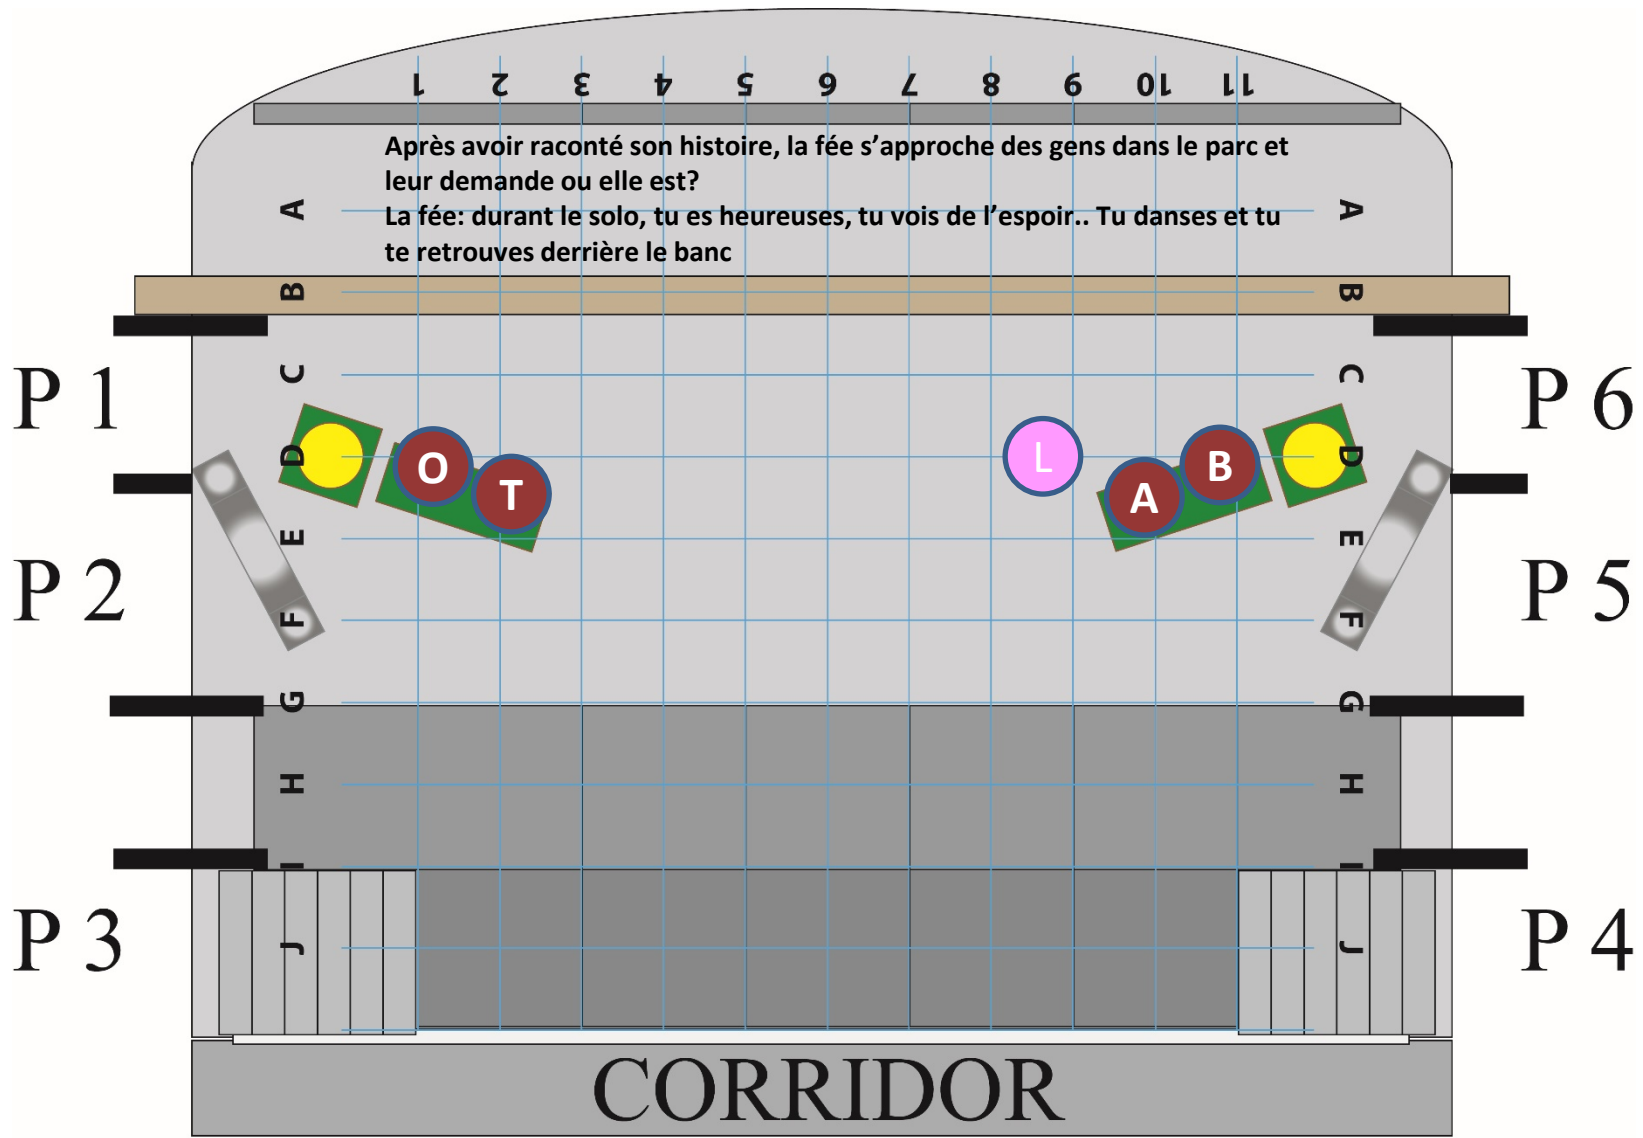 1 2 3 4 5 6 7 8 9 10 11
Après avoir raconté son histoire, la fée s’approche des gens dans le parc et
leur demande ou elle est?
A A
La fée: durant le solo, tu es heureuses, tu vois de l’espoir.. Tu danses et tu
te retrouves derrière le banc
B B
P 1 C C P 6
D O T L A B D
E E
P 2 F F P 5
G G
H H
I I
P 3 J J P 4
CORRIDOR